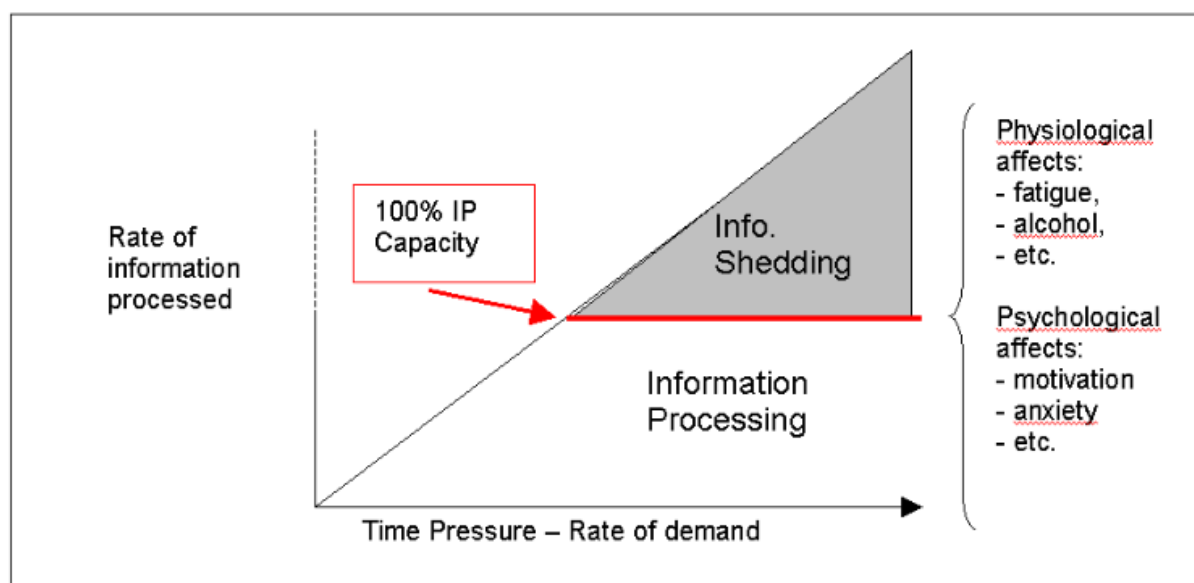 100% IP
Capacity
Rate of
information
processed
Info.
Shedding
Information
Processing
Time Pressure – Rate of demand
Physiological
affects:
- fatigue,
- alcohol,
- etc.
Psychological
affects:
- motivation
- anxiety
- etc.